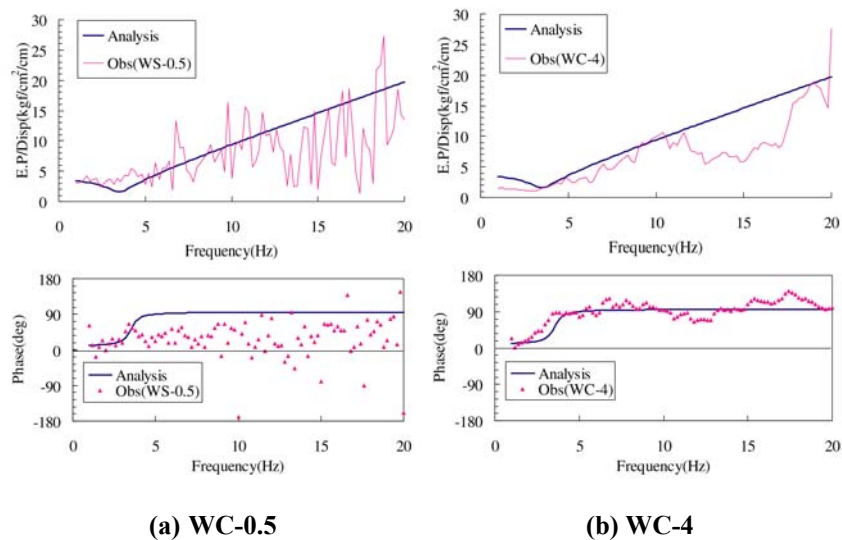 E.P/Disp(kgf/cm²/cm)
30
25
20
15
10
5
0
Analysis
Obs(WS-0.5)
0 5 10 15 20
Frequency(Hz)
E.P/Disp(kgf/cm²/cm)
30
25
20
15
10
5
0
Analysis
Obs(WC-4)
0 5 10 15 20
Frequency(Hz)
Phase(deg)
180
90
0
-90
-180
Analysis
Obs(WS-0.5)
0 5 10 15 20
Frequency(Hz)
Phase(deg)
180
90
0
-90
-180
Analysis
Obs(WC-4)
0 5 10 15 20
Frequency(Hz)
(a) WC-0.5
(b) WC-4